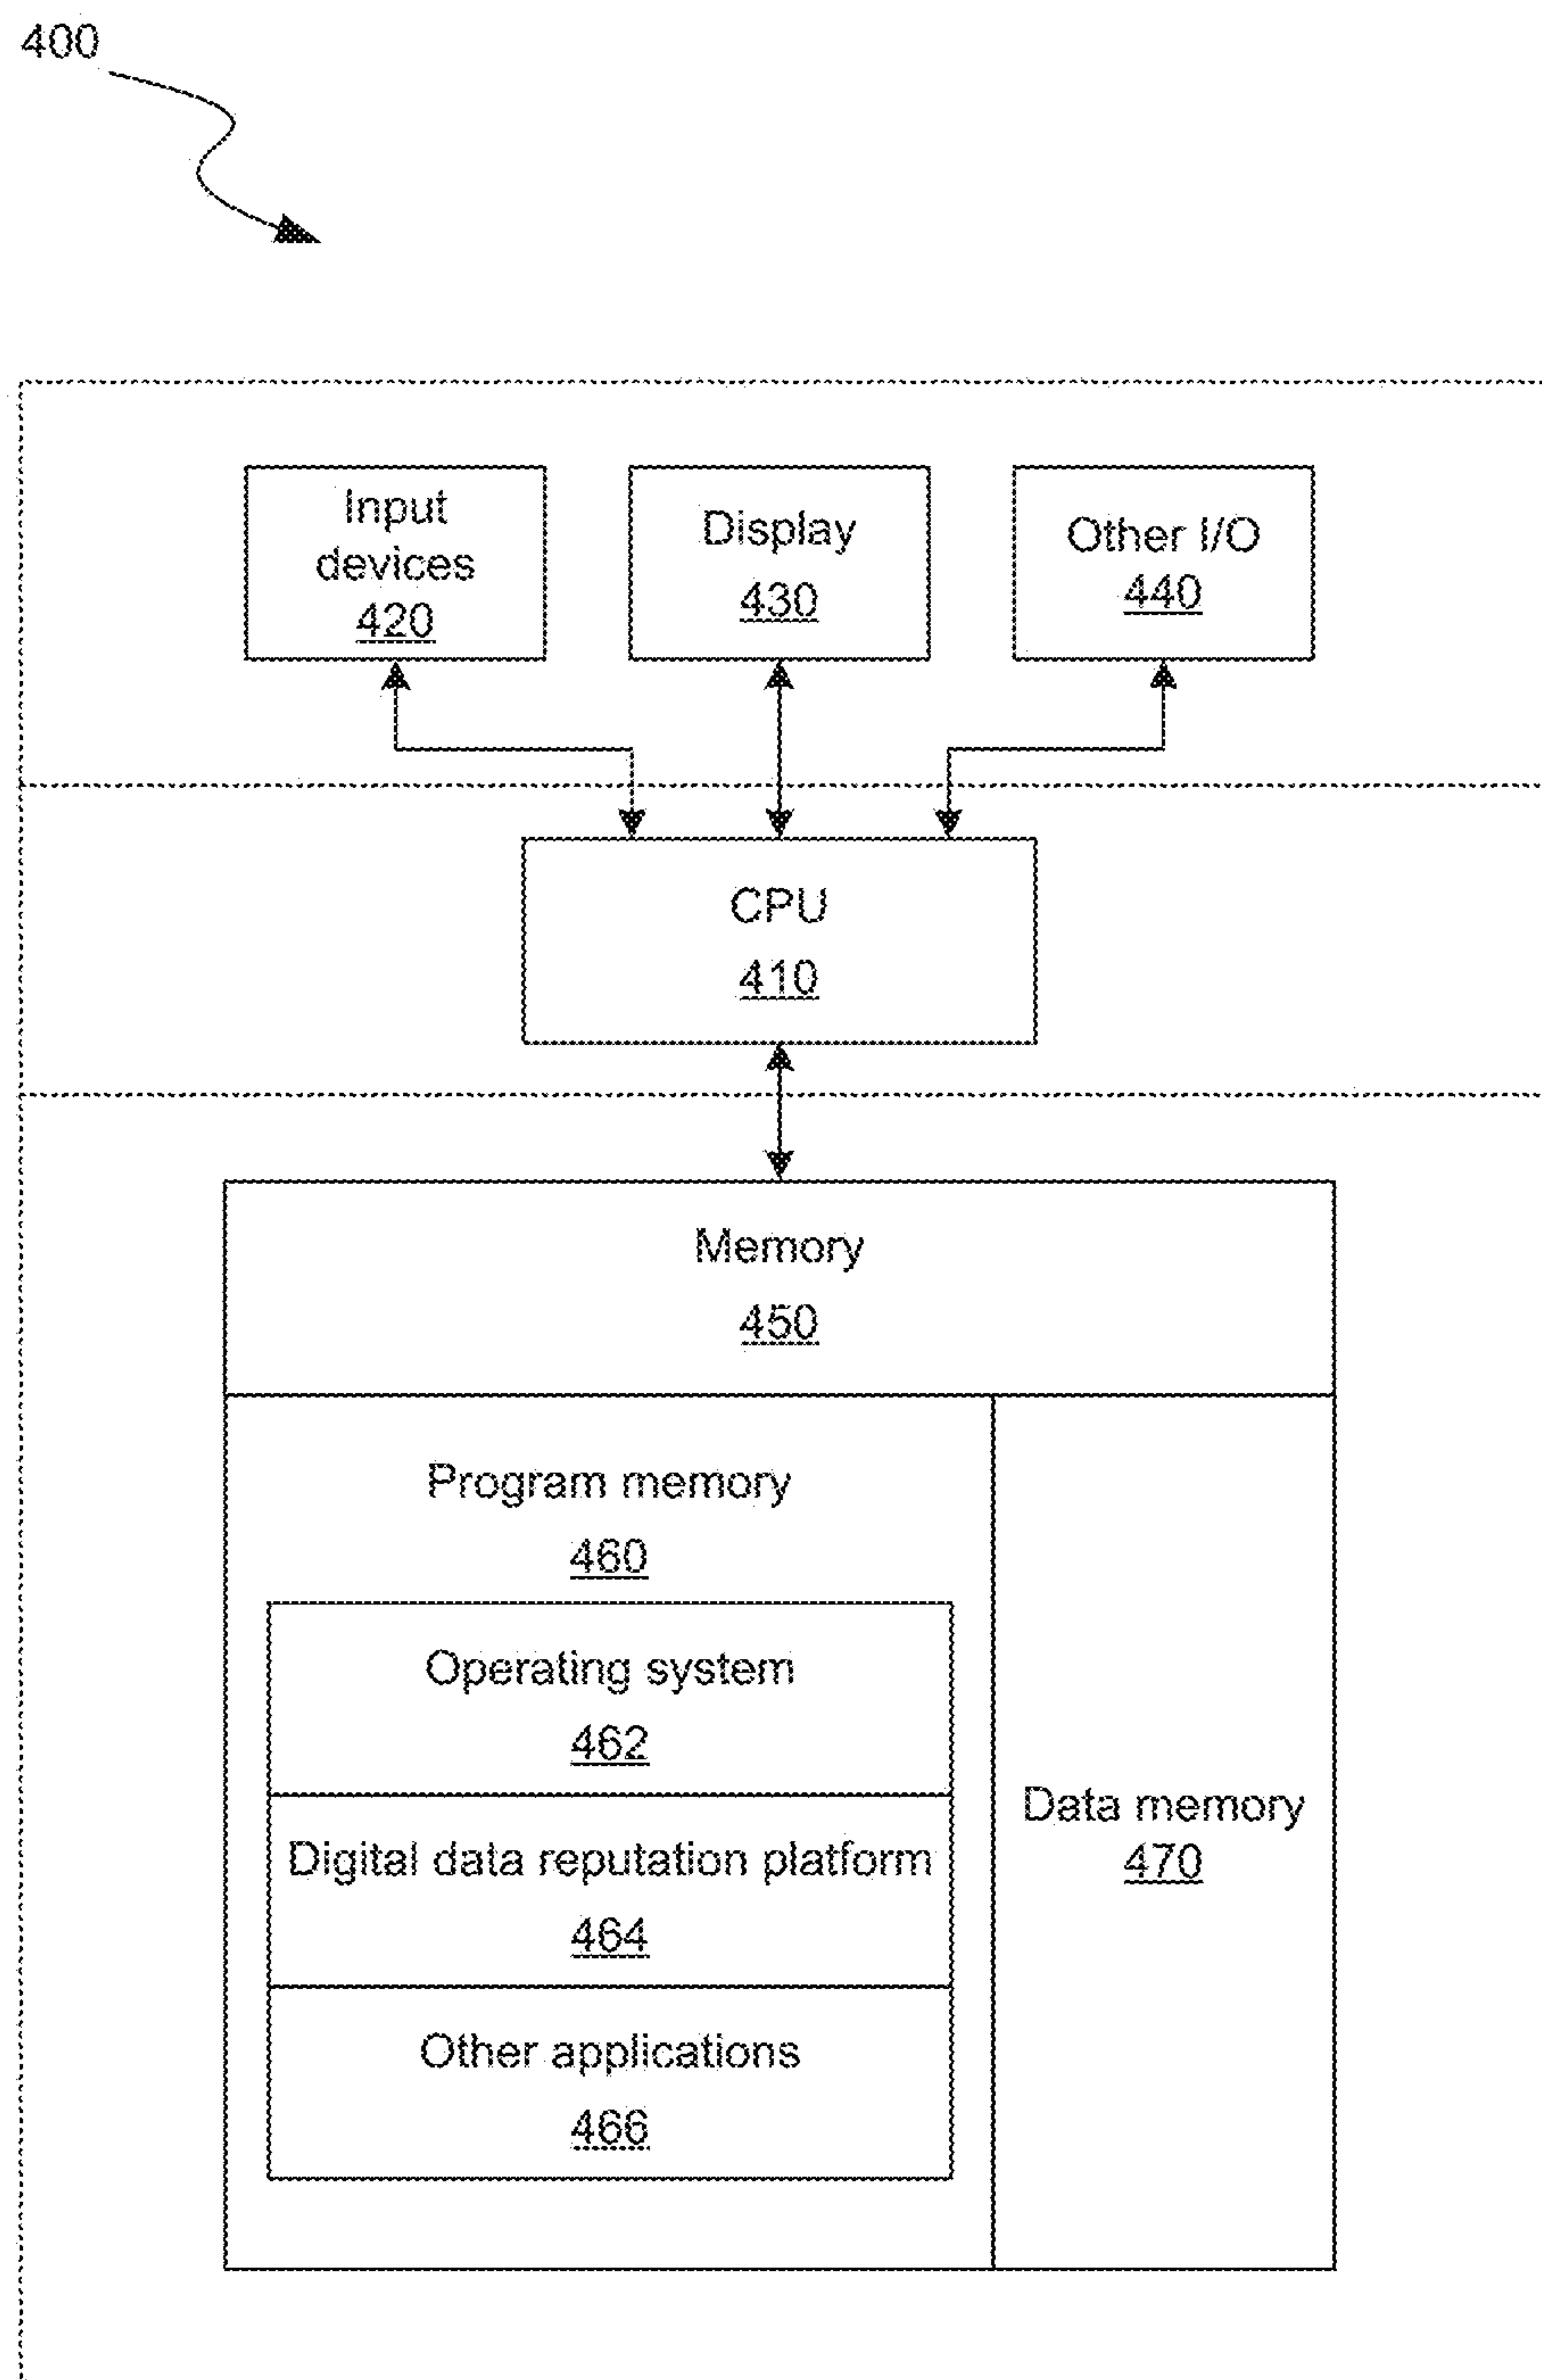 400
Input
devices
420
Display
430
Other I/O
440
CPU
410
Memory
450
Program memory
460
Operating system
462
Digital data reputation platform
464
Other applications
466
Data memory
470